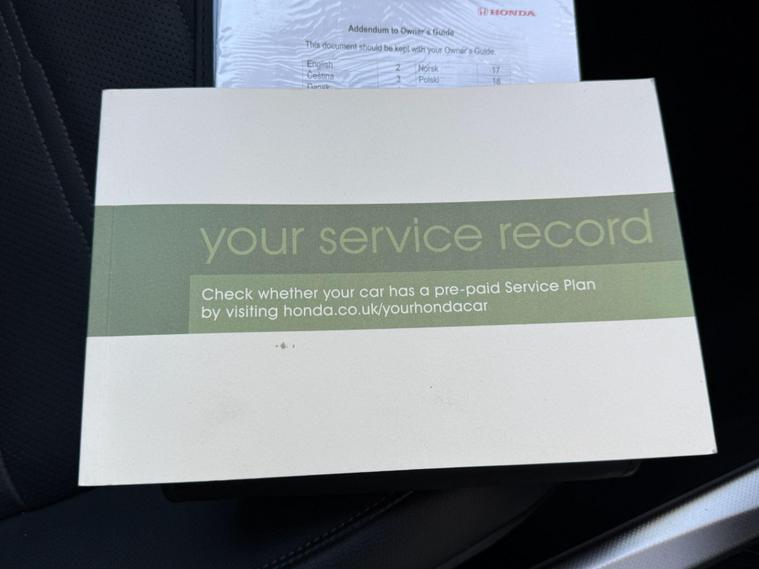 HONDA
Addendum to Owner's Guide
This document should be kept with your Owner's Guide.
English 2 Norsk 17
Čeština 3 Polski 18
Dansk
your service record
Check whether your car has a pre-paid Service Plan
by visiting honda.co.uk/yourhondacar